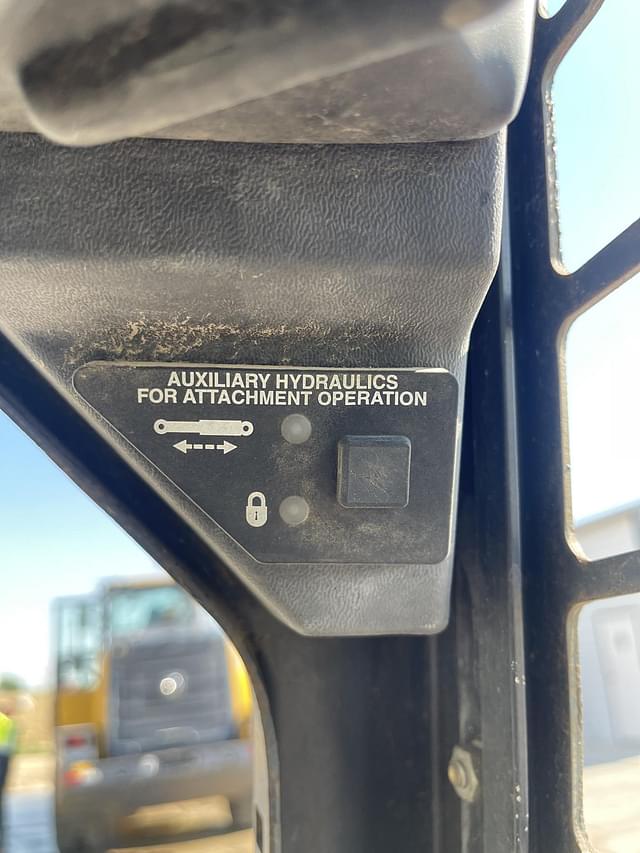 AUXILIARY HYDRAULICS
FOR ATTACHMENT OPERATION